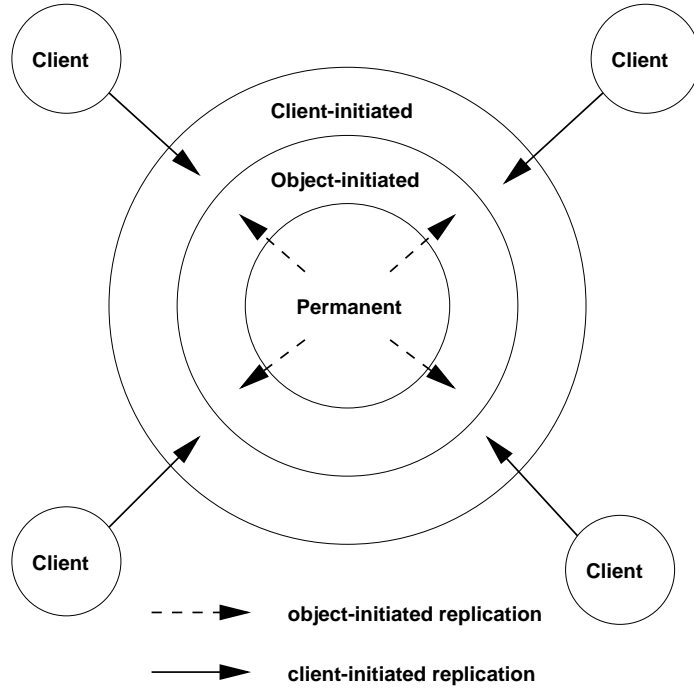 Client
Client
Client-initiated
Object-initiated
Permanent
Client
Client
object-initiated replication
client-initiated replication